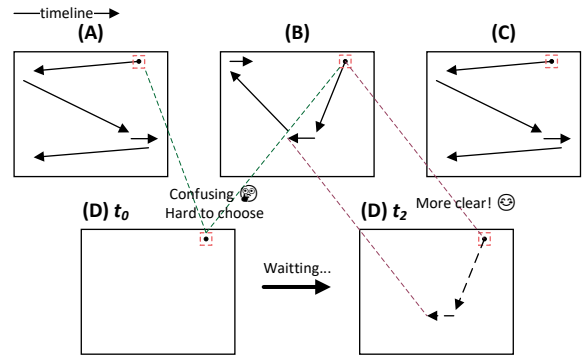 timeline
(A) (B) (C)
Confusing
Hard to choose
More clear!
(D) t0 (D) t2
Waitting...